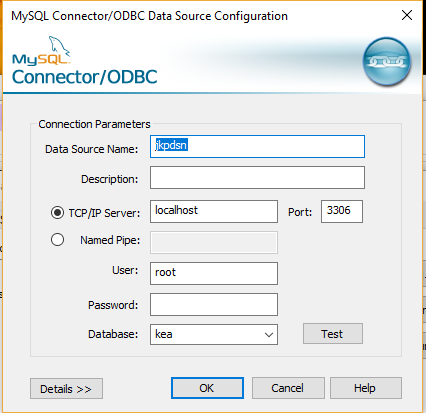 MySQL Connector/ODBC Data Source Configuration
MySQL
Connector/ODBC
Connection Parameters
Data Source Name: jkpdsn
Description:
TCP/IP Server: localhost Port: 3306
Named Pipe:
User: root
Password:
Database: kea Test
Details >> OK Cancel Help